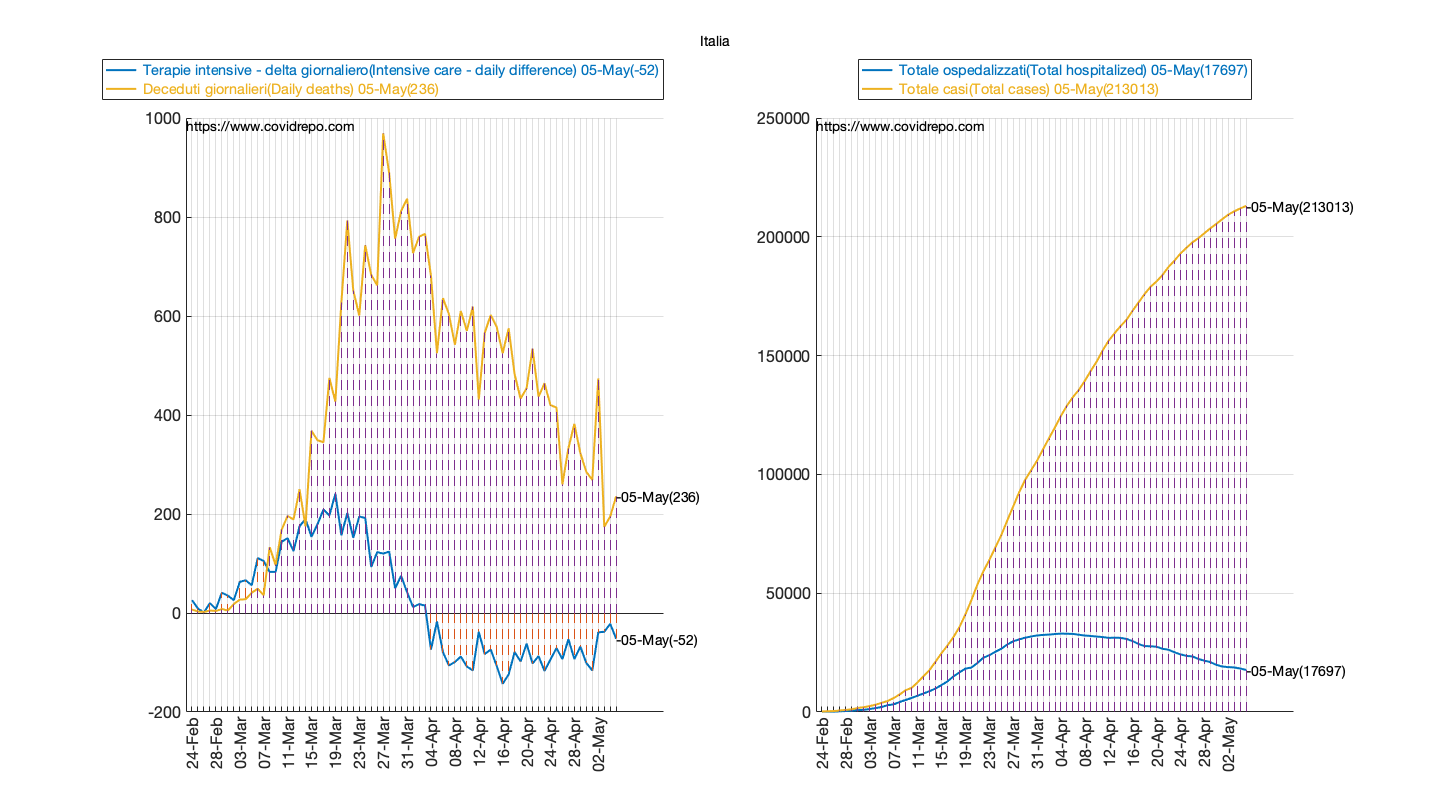 Italia
Terapie intensive - delta giornaliero(Intensive care - daily difference) 05-May(-52)
Deceduti giornalieri(Daily deaths) 05-May(236)
https://www.covidrepo.com
1000
800
600
400
200
0
-200
05-May(236)
05-May(-52)
24-Feb
28-Feb
03-Mar
07-Mar
11-Mar
15-Mar
19-Mar
23-Mar
27-Mar
31-Mar
04-Apr
08-Apr
12-Apr
16-Apr
20-Apr
24-Apr
28-Apr
02-May
Totale ospedalizzati(Total hospitalized) 05-May(17697)
Totale casi(Total cases) 05-May(213013)
https://www.covidrepo.com
250000
200000
150000
100000
50000
0
05-May(213013)
05-May(17697)
24-Feb
28-Feb
03-Mar
07-Mar
11-Mar
15-Mar
19-Mar
23-Mar
27-Mar
31-Mar
04-Apr
08-Apr
12-Apr
16-Apr
20-Apr
24-Apr
28-Apr
02-May